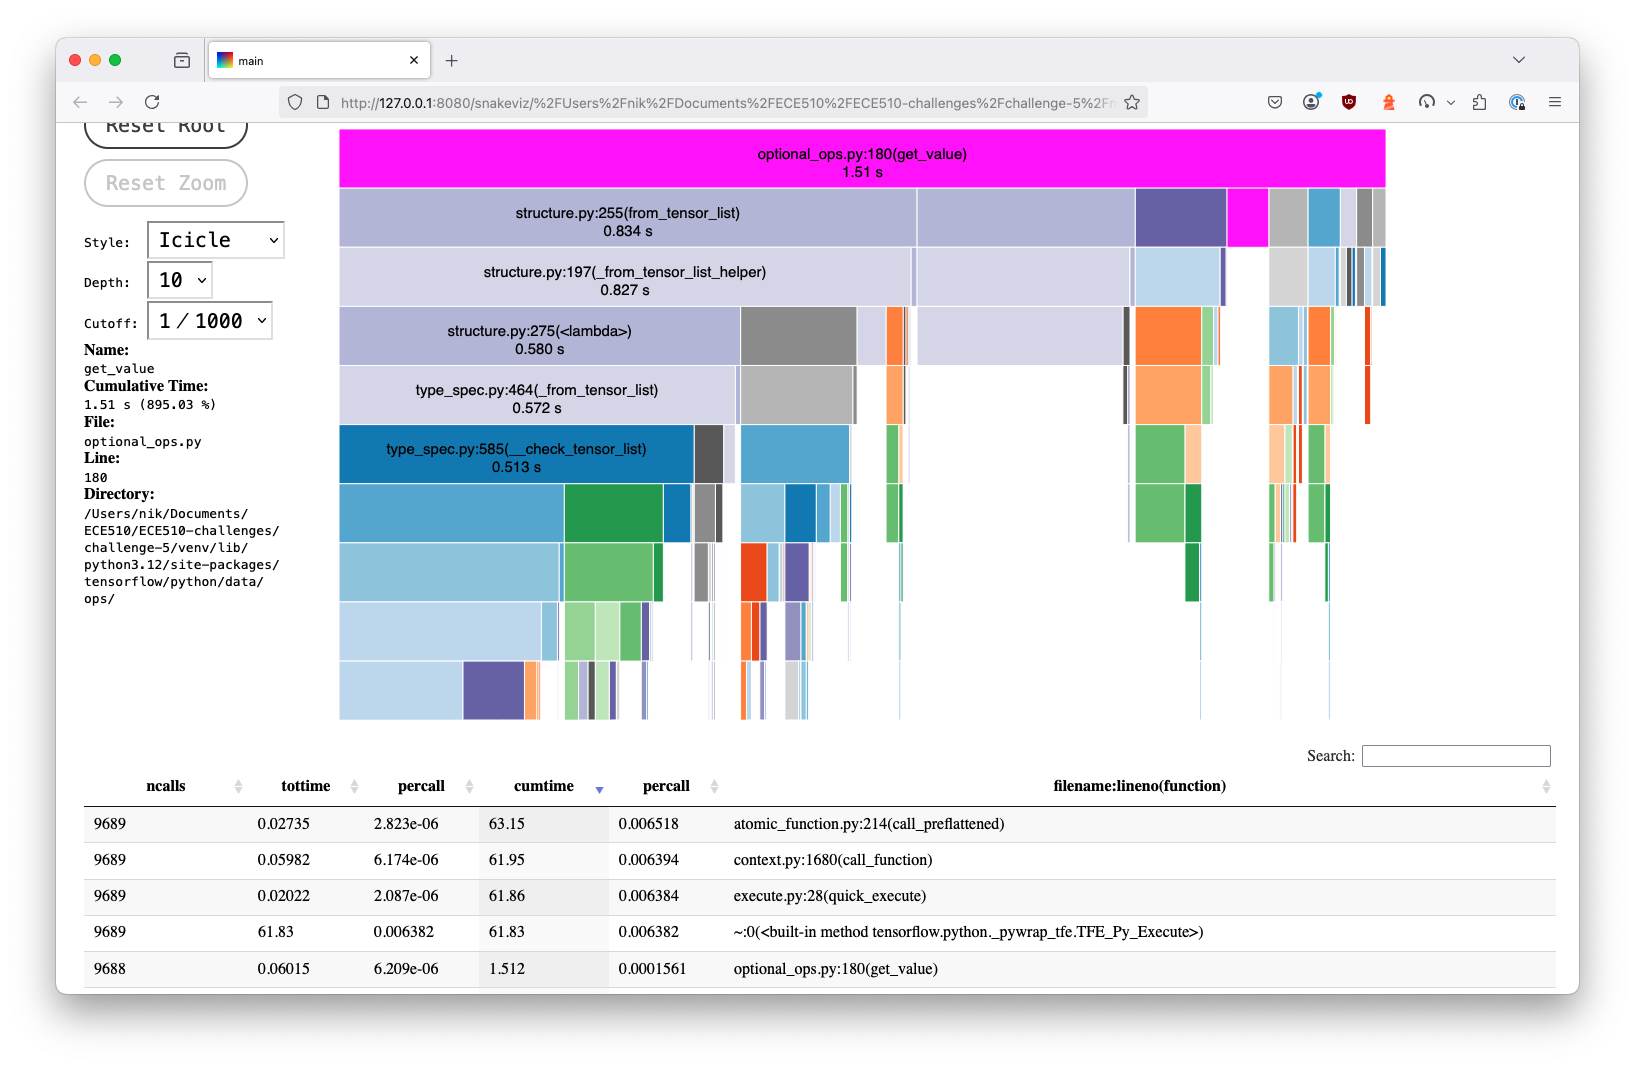 main
http://127.0.0.1:8080/snakeviz/%2FUsers%2Fnik%2FDocuments%2FECE510%2FECE510-challenges%2Fchallenge-5%2Fm
Reset Root
Reset Zoom
Style: Icicle
Depth: 10
Cutoff: 1 / 1000
Name:
get_value
Cumulative Time:
1.51 s (895.03 %)
File:
optional_ops.py
Line:
180
Directory:
/Users/nik/Documents/
ECE510/ECE510-challenges/
challenge-5/venv/lib/
python3.12/site-packages/
tensorflow/python/data/
ops/
optional_ops.py:180(get_value)
1.51 s
structure.py:255(from_tensor_list)
0.834 s
structure.py:197(_from_tensor_list_helper)
0.827 s
structure.py:275(<lambda>)
0.580 s
type_spec.py:464(_from_tensor_list)
0.572 s
type_spec.py:585(__check_tensor_list)
0.513 s
Search:
ncalls tottime percall cumtime percall filename:lineno(function)
9689 0.02735 2.823e-06 63.15 0.006518 atomic_function.py:214(call_preflattened)
9689 0.05982 6.174e-06 61.95 0.006394 context.py:1680(call_function)
9689 0.02022 2.087e-06 61.86 0.006384 execute.py:28(quick_execute)
9689 61.83 0.006382 61.83 0.006382 ~:0(<built-in method tensorflow.python._pywrap_tfe.TFE_Py_Execute>)
9688 0.06015 6.209e-06 1.512 0.0001561 optional_ops.py:180(get_value)